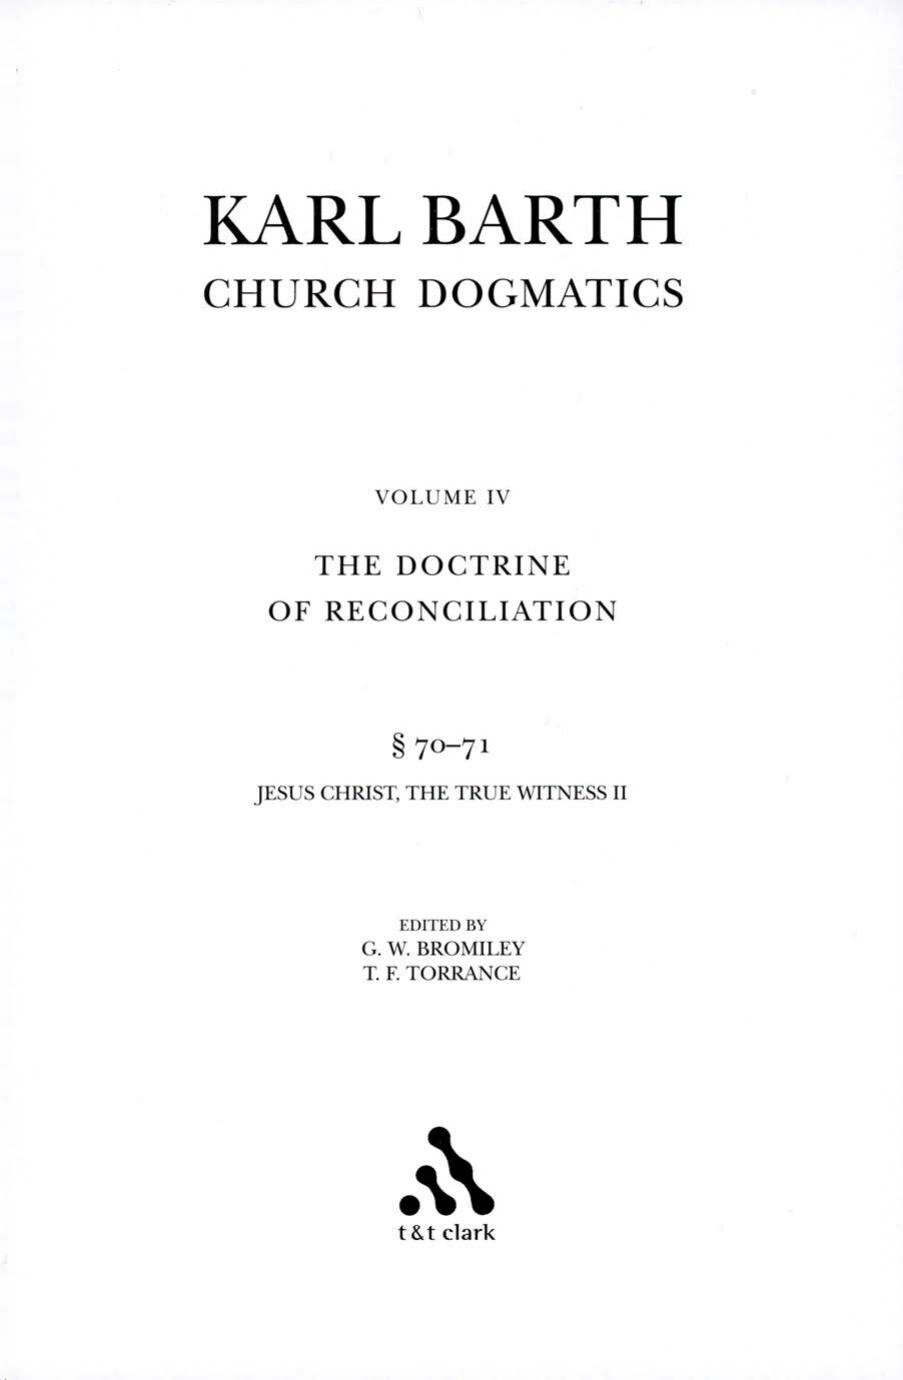 KARL BARTH
CHURCH DOGMATICS
VOLUME IV
THE DOCTRINE
OF RECONCILIATION
§ 70–71
JESUS CHRIST, THE TRUE WITNESS II
EDITED BY
G. W. BROMILEY
T. F. TORRANCE
t&t clark